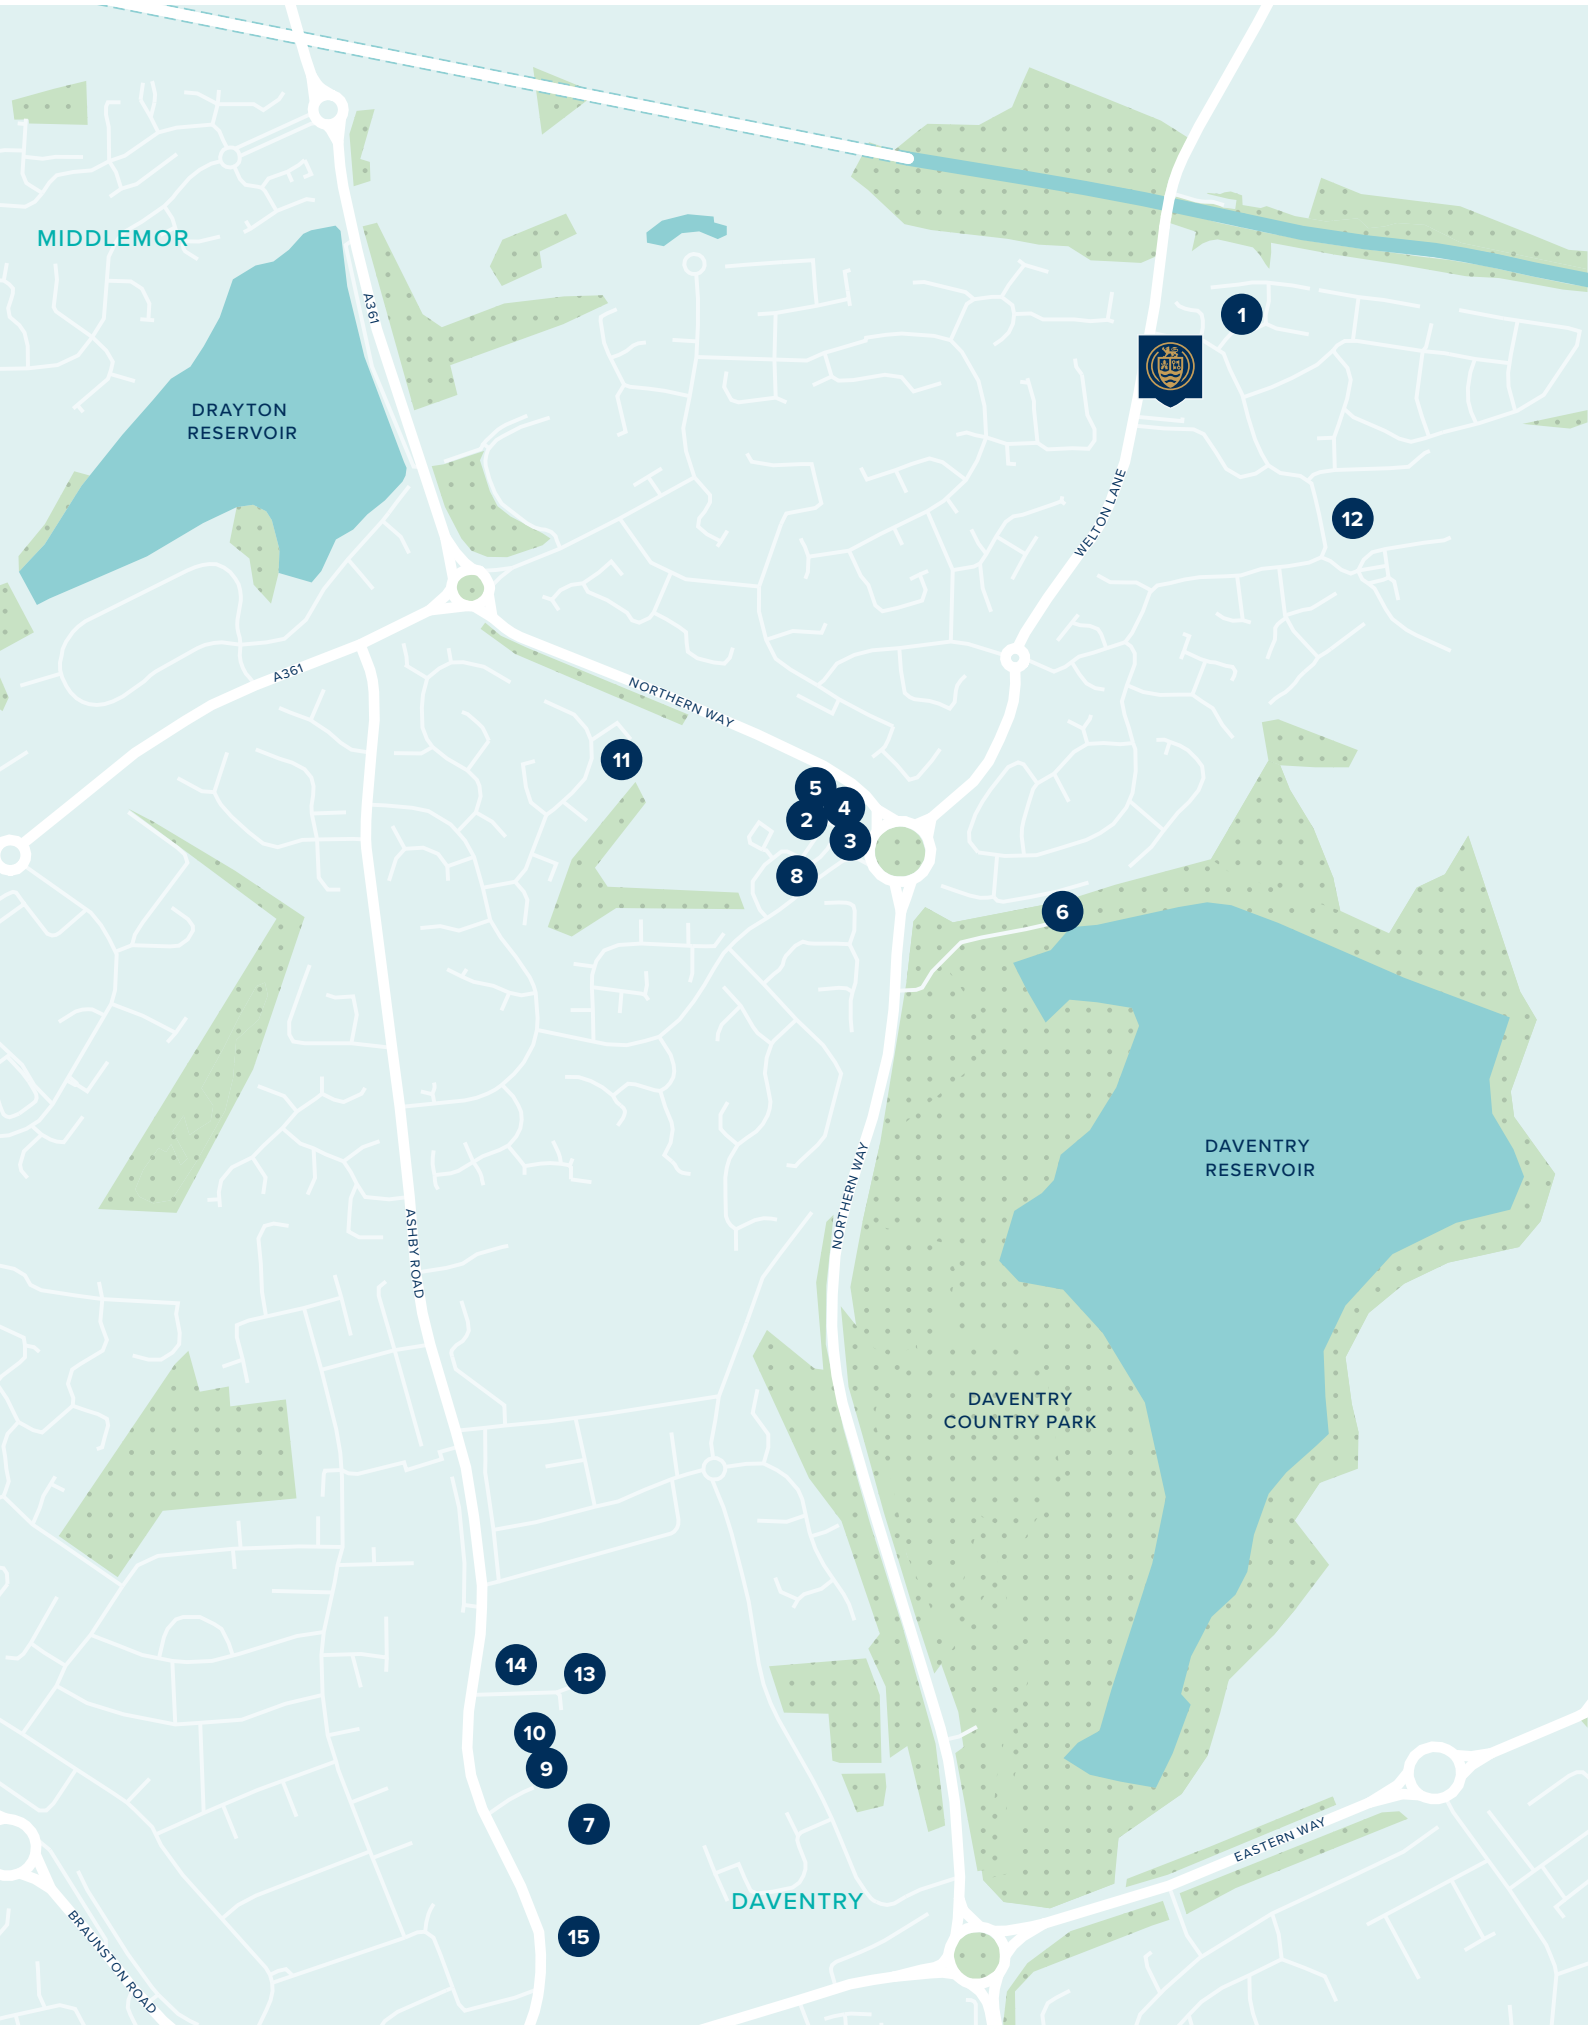 MIDDLEMOR
A361
1
DRAYTON
RESERVOIR
WELTON LANE
12
A361
NORTHERN WAY
11
5
4
2
3
8
6
NORTHERN WAY
DAVENTRY
RESERVOIR
ASHBY ROAD
DAVENTRY
COUNTRY PARK
14
13
10
9
7
EASTERN WAY
DAVENTRY
15
BRAUNSTON ROAD